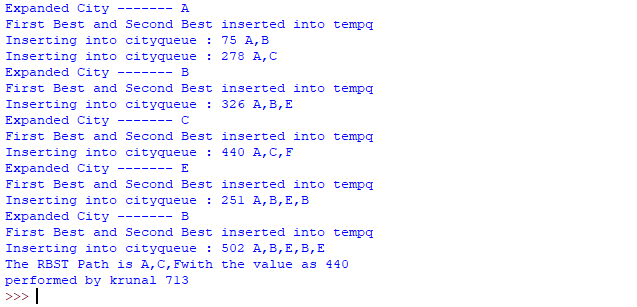 Expanded City ------- A
First Best and Second Best inserted into tempq
Inserting into cityqueue : 75 A,B
Inserting into cityqueue : 278 A,C
Expanded City ------- B
First Best and Second Best inserted into tempq
Inserting into cityqueue : 326 A,B,E
Expanded City ------- C
First Best and Second Best inserted into tempq
Inserting into cityqueue : 440 A,C,F
Expanded City ------- E
First Best and Second Best inserted into tempq
Inserting into cityqueue : 251 A,B,E,B
Expanded City ------- B
First Best and Second Best inserted into tempq
Inserting into cityqueue : 502 A,B,E,B,E
The RBST Path is A,C,Fwith the value as 440
performed by krunal 713
>>>